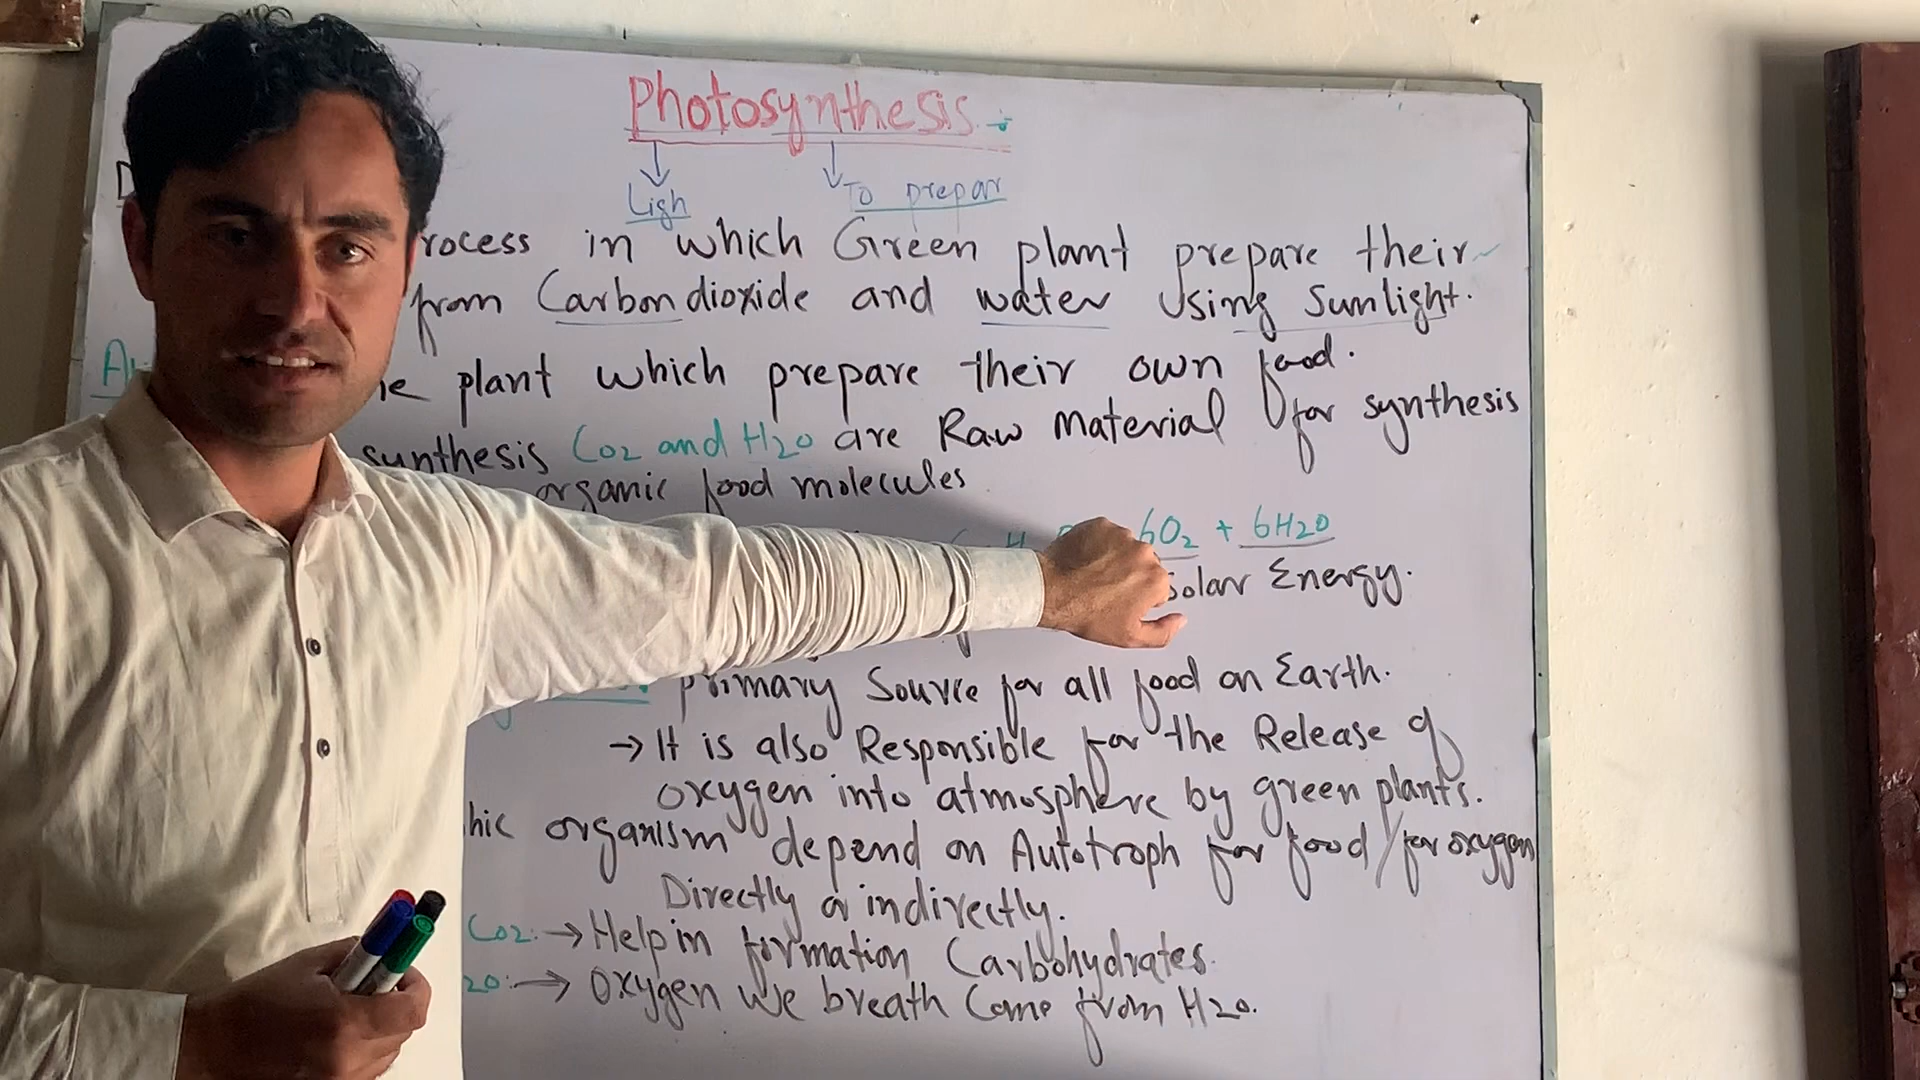 Photosynthesis :-
Ligh To prepar
rocess in which Green plant prepare their
from Carbondioxide and water Using Sunlight.
plant which prepare their own food.
synthesis Co2 and H2O are Raw Material for synthesis
organic food molecules
6O2 + 6H2O
Solar Energy.
primary Source for all food on Earth.
→ It is also Responsible for the Release of
oxygen into atmosphere by green plants.
hic organism depend on Autotroph for food / for oxygen
Directly or indirectly.
Co2: → Help in formation Carbohydrates.
2O: → Oxygen we breath Come from H2O.